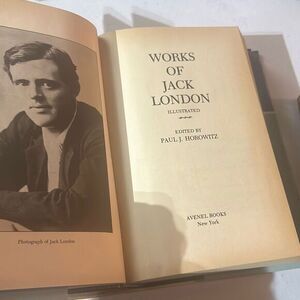 WORKS
OF
JACK
LONDON
ILLUSTRATED
EDITED BY
PAUL J. HOROWITZ
AVENEL BOOKS
New York
Photograph of Jack London